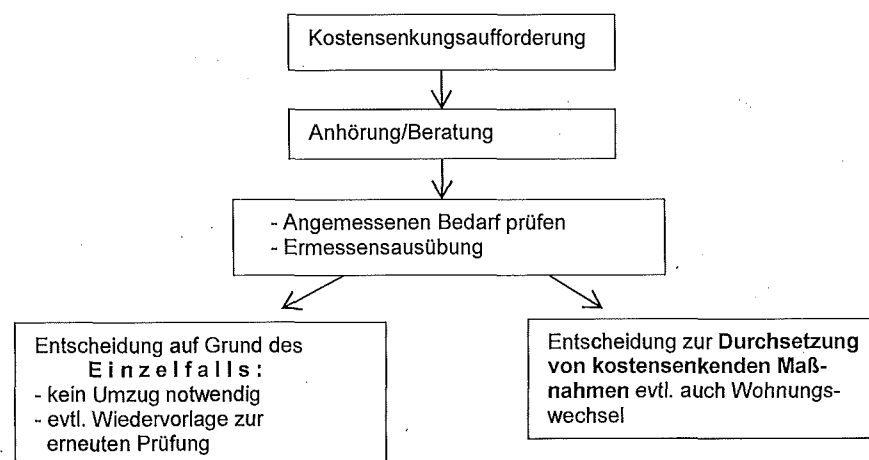 Kostensenkungsaufforderung
Anhörung/Beratung
- Angemessenen Bedarf prüfen
- Ermessensausübung
Entscheidung auf Grund des
E i n z e l f a l l s :
- kein Umzug notwendig
- evtl. Wiedervorlage zur
erneuten Prüfung
Entscheidung zur Durchsetzung
von kostensenkenden Maß-
nahmen evtl. auch Wohnungs-
wechsel